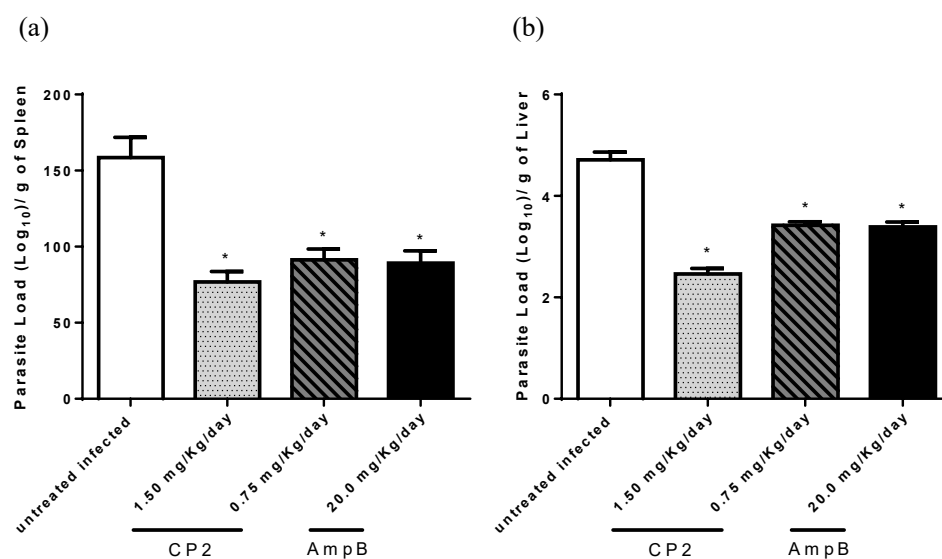 (a)
(b)
Parasite Load (Log10)/ g of Spleen
200
150
100
50
0
*
*
*
untreated infected
1.50 mg/Kg/day
0.75 mg/Kg/day
20.0 mg/Kg/day
CP2
AmpB
Parasite Load (Log10)/ g of Liver
6
4
2
0
*
*
*
untreated infected
1.50 mg/Kg/day
0.75 mg/Kg/day
20.0 mg/Kg/day
CP2
AmpB